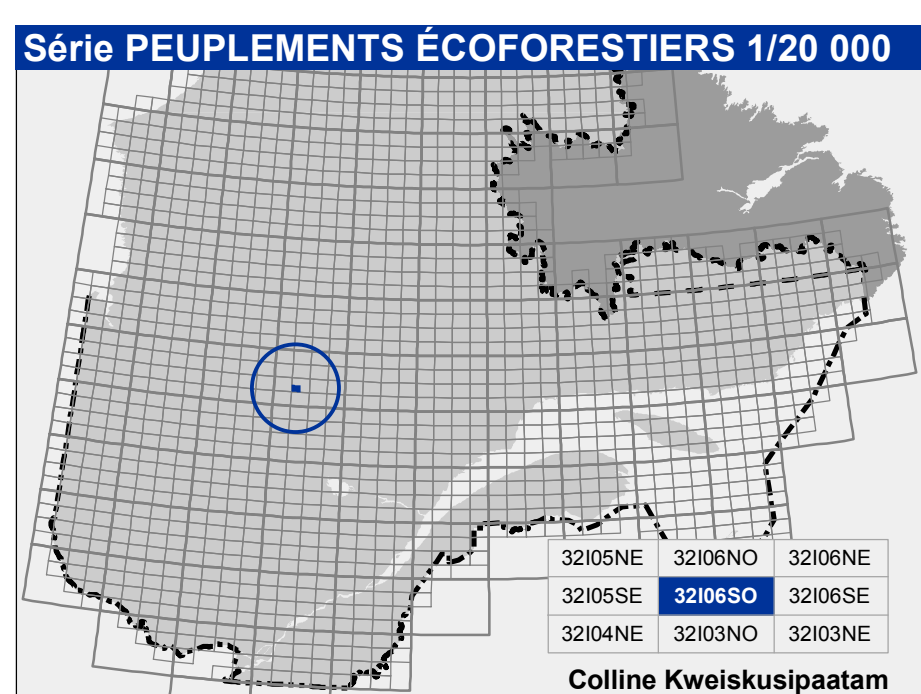 Série PEUPLEMENTS ÉCOFORESTIERS 1/20 000
32I05NE 32I06NO 32I06NE
32I05SE 32I06SO 32I06SE
32I04NE 32I03NO 32I03NE
Colline Kweiskusipaatam